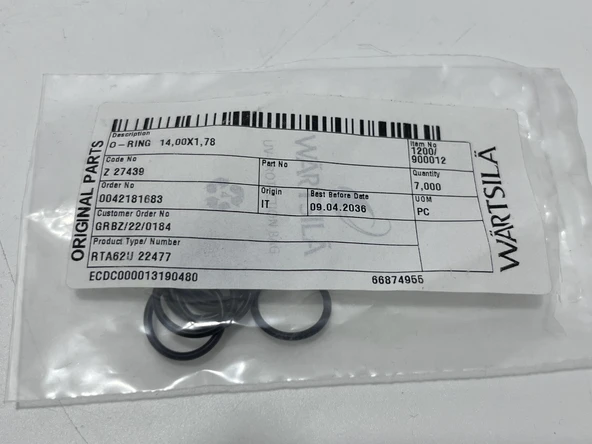 ORIGINAL PARTS
Description
O-RING 14,00X1,78
Item No
1200/
900012
Code No
Z 27439
Part No
Quantity
7,000
Order No
0042181683
Origin
IT
Best Before Date
09.04.2036
UOM
PC
Customer Order No
GRBZ/22/0184
Product Type/ Number
RTA62U 22477
ECDC000013190480
66874955
WÄRTSILÄ
WÄRTSILÄ